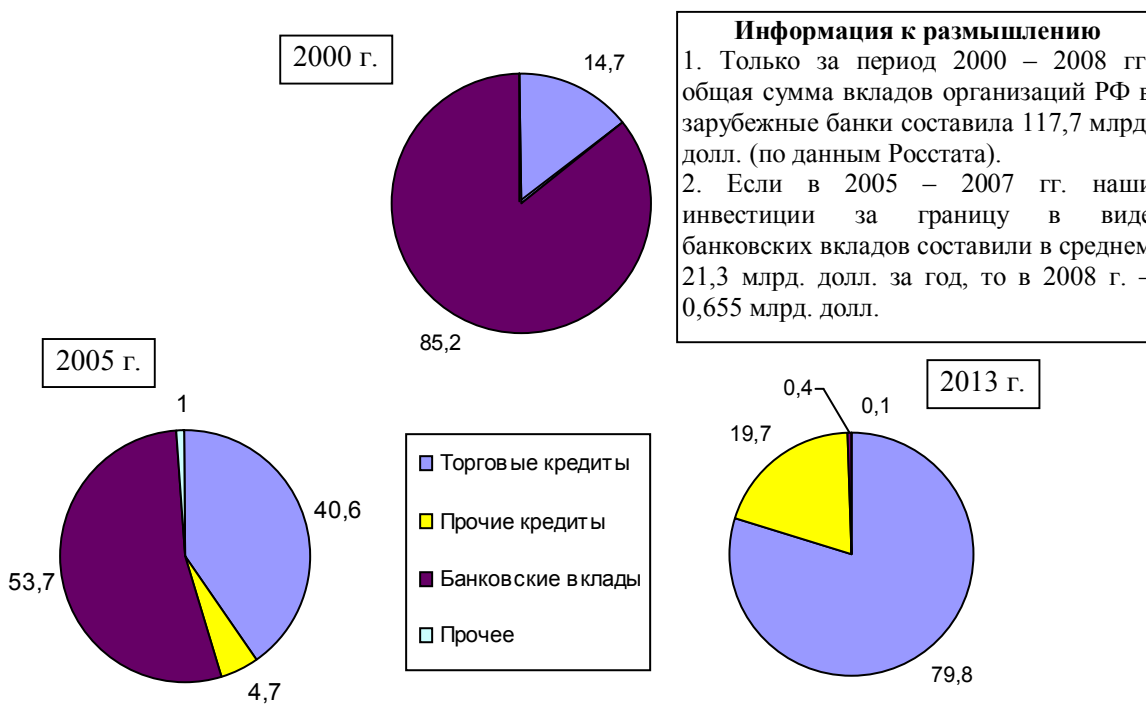 2000 г.
14,7
85,2
Информация к размышлению
1. Только за период 2000 – 2008 гг
общая сумма вкладов организаций РФ в
зарубежные банки составила 117,7 млрд
долл. (по данным Росстата).
2. Если в 2005 – 2007 гг. наши
инвестиции за границу в виде
банковских вкладов составили в среднем
21,3 млрд. долл. за год, то в 2008 г. –
0,655 млрд. долл.
2005 г.
1
40,6
53,7
4,7
Торговые кредиты
Прочие кредиты
Банковские вклады
Прочее
2013 г.
0,4
0,1
19,7
79,8